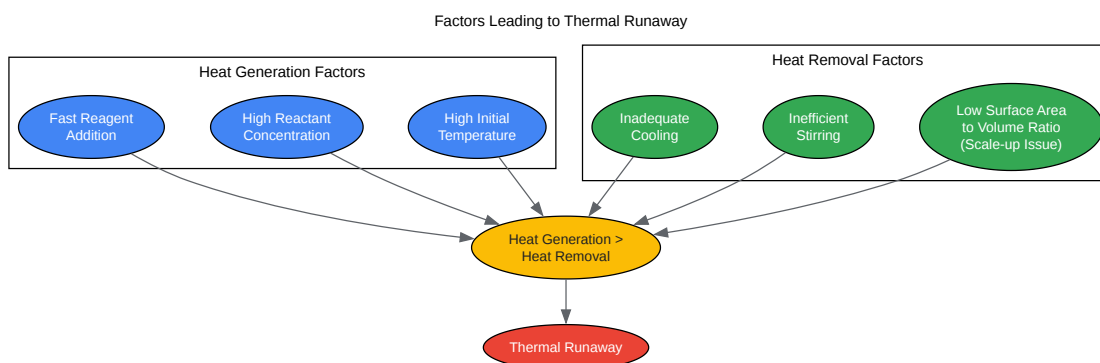 Factors Leading to Thermal Runaway
Heat Generation Factors
Fast Reagent
Addition
High Reactant
Concentration
High Initial
Temperature
Heat Removal Factors
Inadequate
Cooling
Inefficient
Stirring
Low Surface Area
to Volume Ratio
(Scale-up Issue)
Heat Generation >
Heat Removal
Thermal Runaway